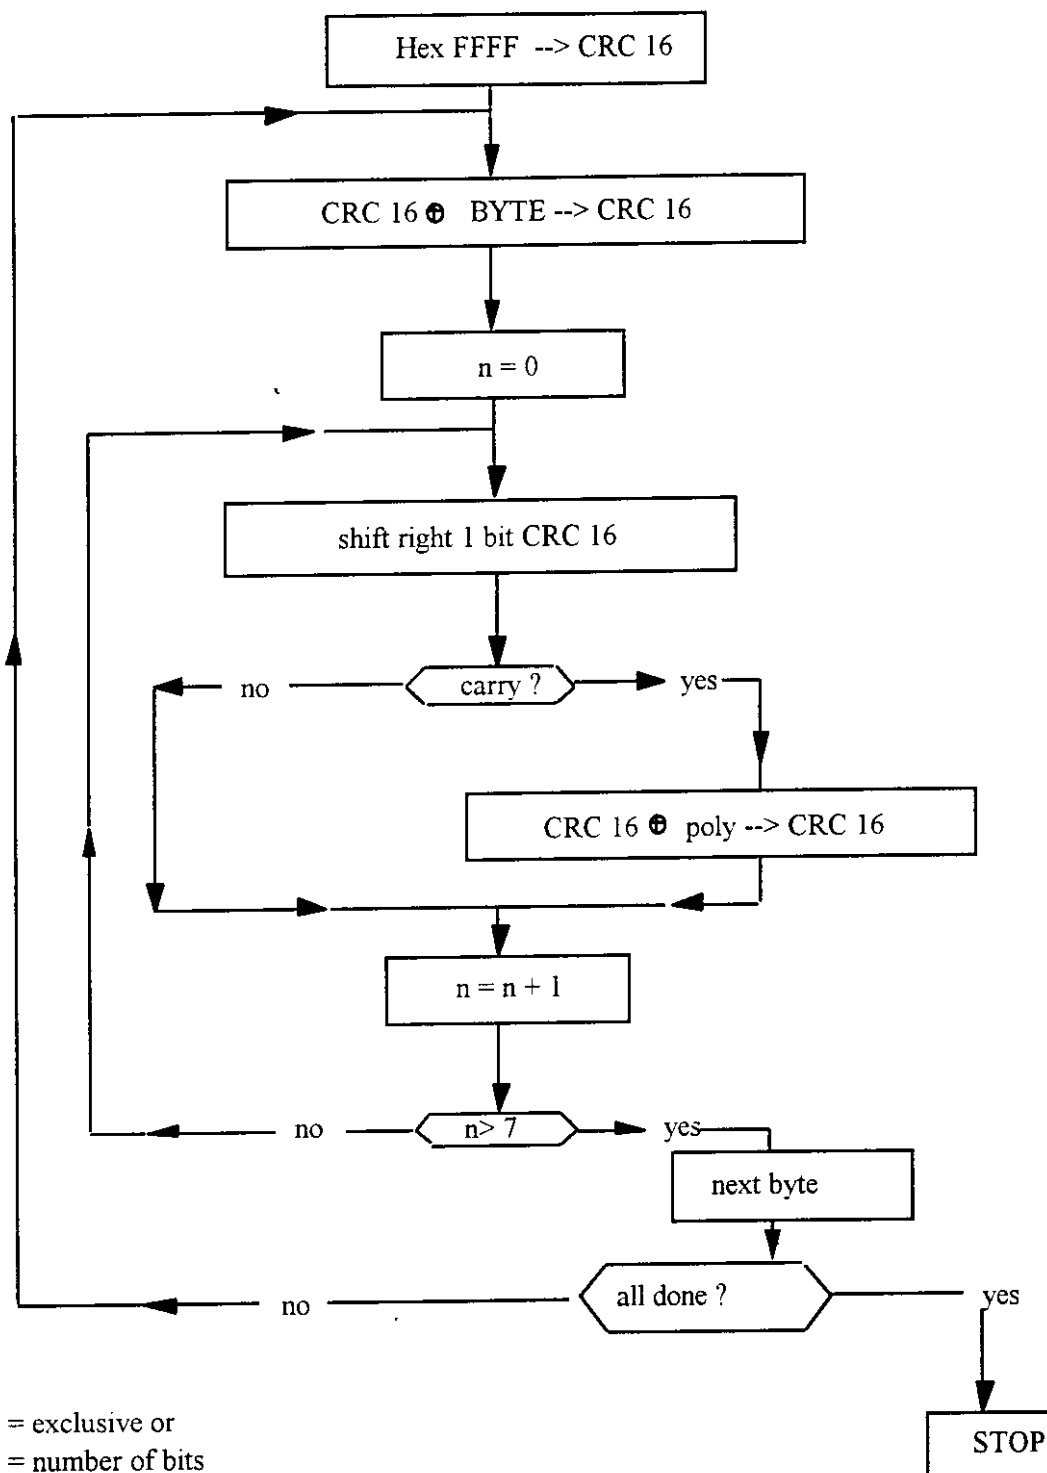 Hex FFFF --> CRC 16
CRC 16 ⊕ BYTE --> CRC 16
n = 0
shift right 1 bit CRC 16
no
carry ?
yes
CRC 16 ⊕ poly --> CRC 16
n = n + 1
no
n> 7
yes
next byte
no
all done ?
yes
= exclusive or
= number of bits
STOP